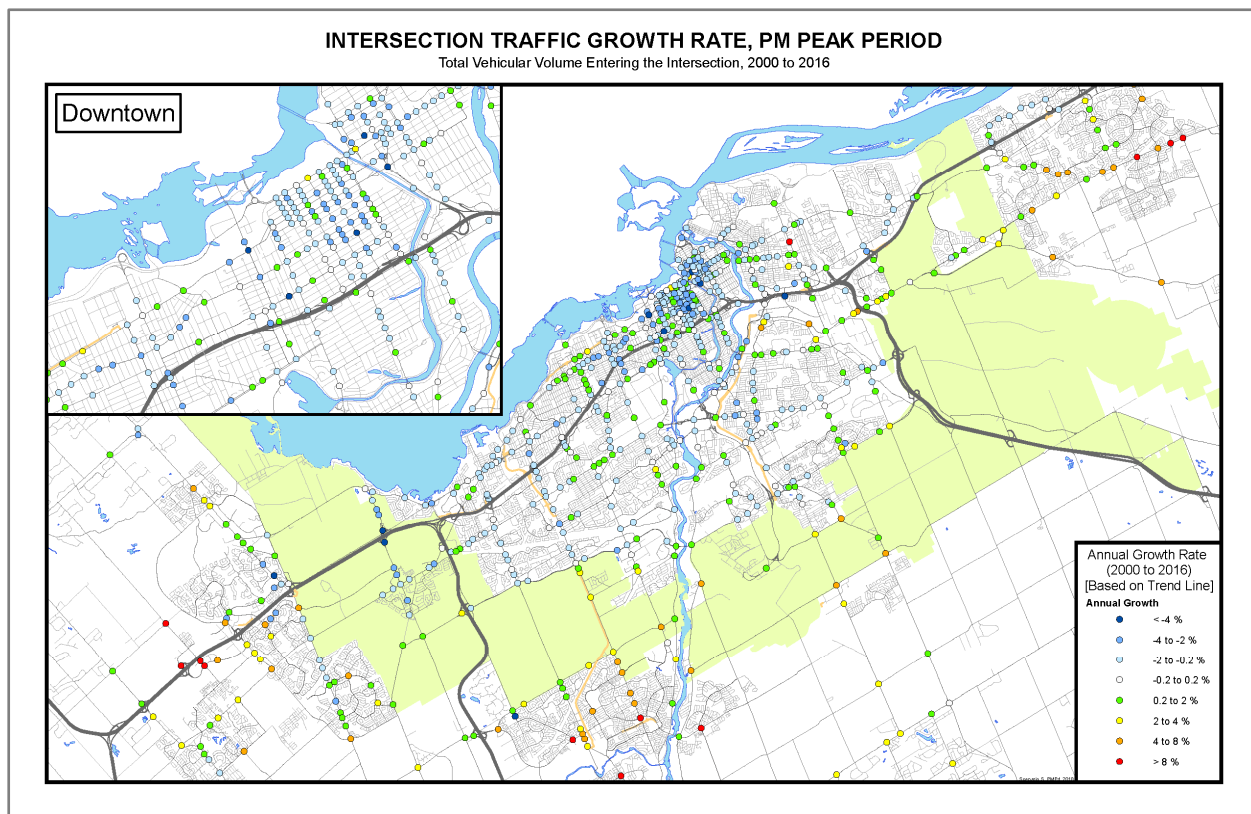 INTERSECTION TRAFFIC GROWTH RATE, PM PEAK PERIOD
Total Vehicular Volume Entering the Intersection, 2000 to 2016
Downtown
Annual Growth Rate
(2000 to 2016)
[Based on Trend Line]
Annual Growth
< -4 %
-4 to -2 %
-2 to -0.2 %
-0.2 to 0.2 %
0.2 to 2 %
2 to 4 %
4 to 8 %
> 8 %